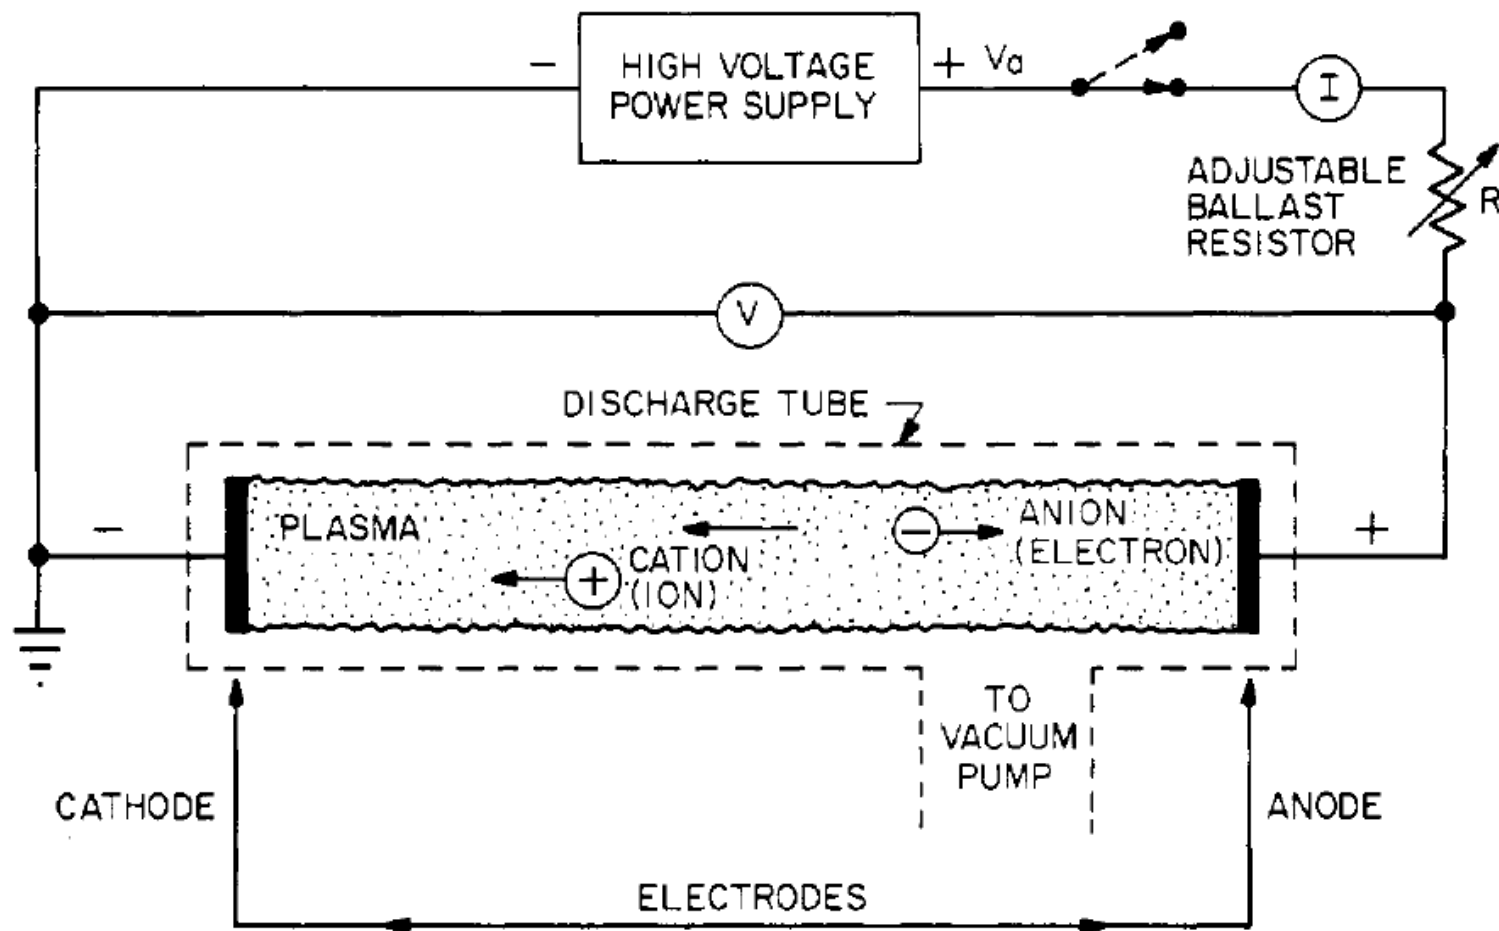 − HIGH VOLTAGE + Va
POWER SUPPLY
I
ADJUSTABLE
BALLAST R
RESISTOR
V
DISCHARGE TUBE
− PLASMA − ANION +
(ELECTRON)
+ CATION
(ION)
TO
VACUUM
PUMP
CATHODE ANODE
ELECTRODES